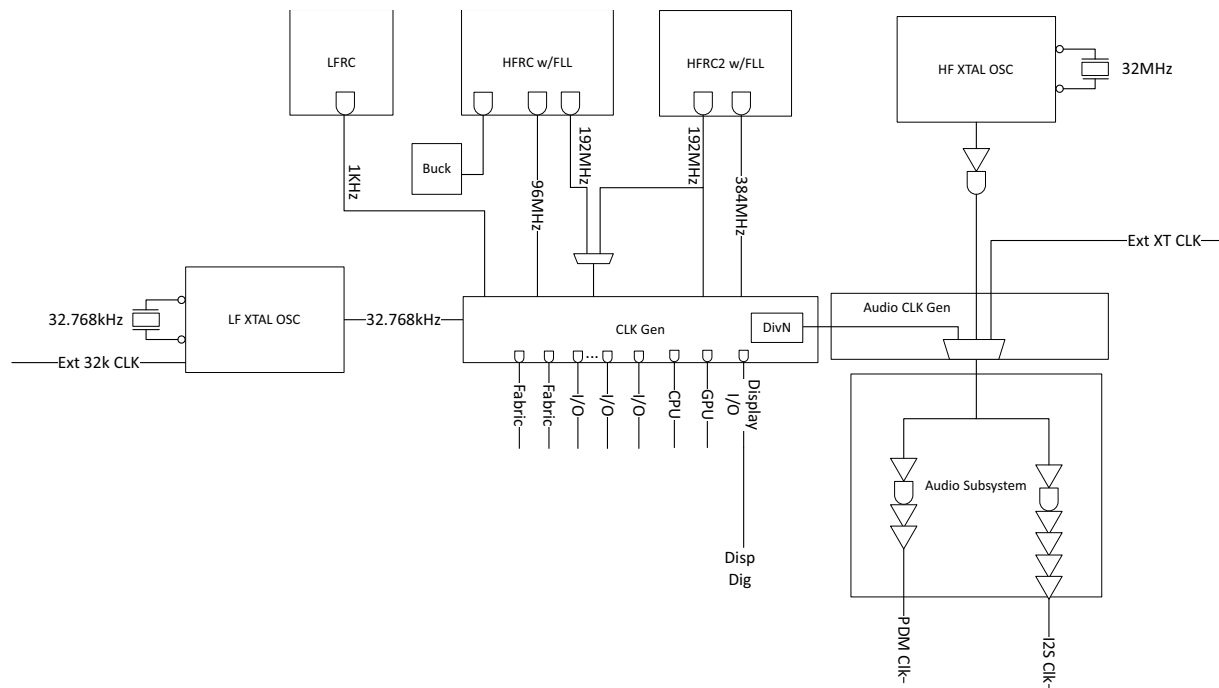 LFRC
HFRC w/FLL
HFRC2 w/FLL
HF XTAL OSC
32MHz
Buck
1KHz
96MHz
192MHz
192MHz
384MHz
Ext XT CLK
32.768kHz
LF XTAL OSC
32.768kHz
CLK Gen
DivN
Audio CLK Gen
Ext 32k CLK
Fabric
Fabric
I/O
...
I/O
I/O
CPU
GPU
Display
I/O
Audio Subsystem
Disp
Dig
PDM Clk-
I2S Clk-